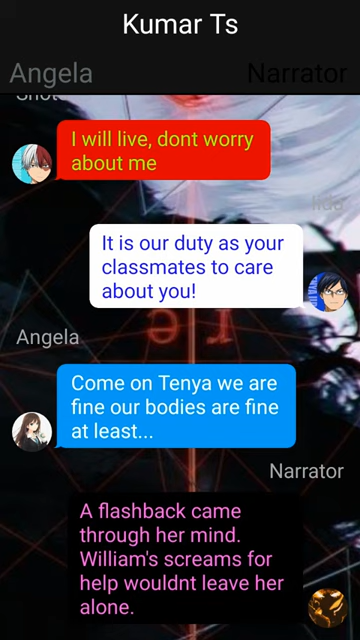 Kumar Ts
Angela
Narrator
Shot
I will live, dont worry
about me
Iida
It is our duty as your
classmates to care
about you!
Angela
Come on Tenya we are
fine our bodies are fine
at least...
Narrator
A flashback came
through her mind.
William's screams for
help wouldnt leave her
alone.